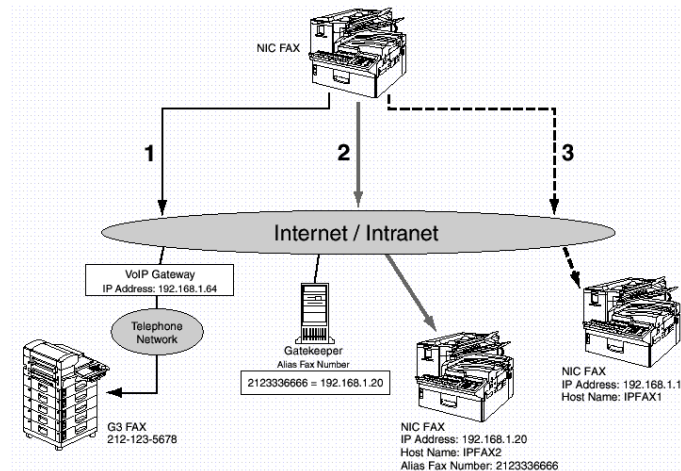 NIC FAX
1
2
3
Internet / Intranet
VoIP Gateway
IP Address: 192.168.1.64
Telephone
Network
G3 FAX
212-123-5678
Gatekeeper
Alias Fax Number
2123336666 = 192.168.1.20
NIC FAX
IP Address: 192.168.1.20
Host Name: IPFAX2
Alias Fax Number: 2123336666
NIC FAX
IP Address: 192.168.1.1
Host Name: IPFAX1